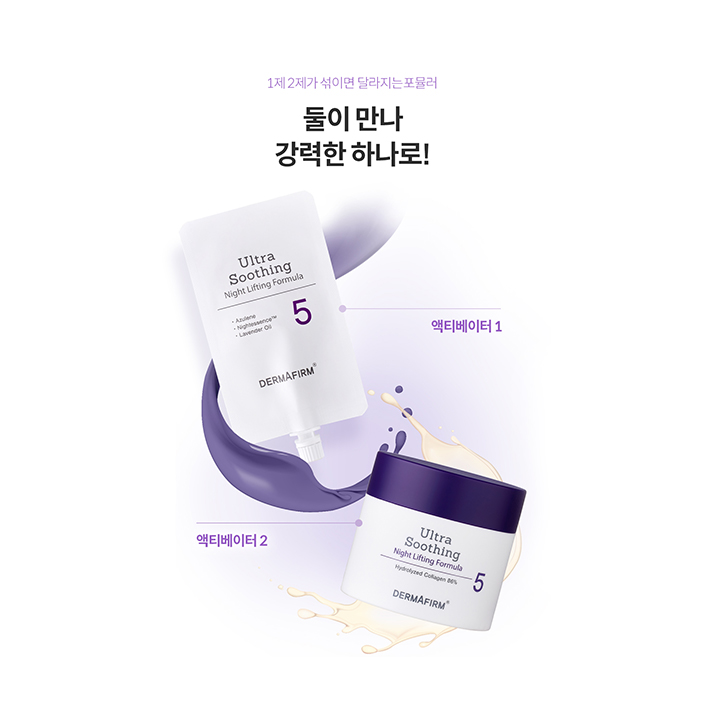 1제 2제가 섞이면 달라지는 포뮬러
둘이 만나
강력한 하나로!
Ultra
Soothing
Night Lifting Formula
5
• Azulene
• Nightessence™
• Lavender Oil
DERMAFIRM®
액티베이터 1
액티베이터 2
Ultra
Soothing
Night Lifting Formula
5
Hydrolyzed Collagen 86%
DERMAFIRM®